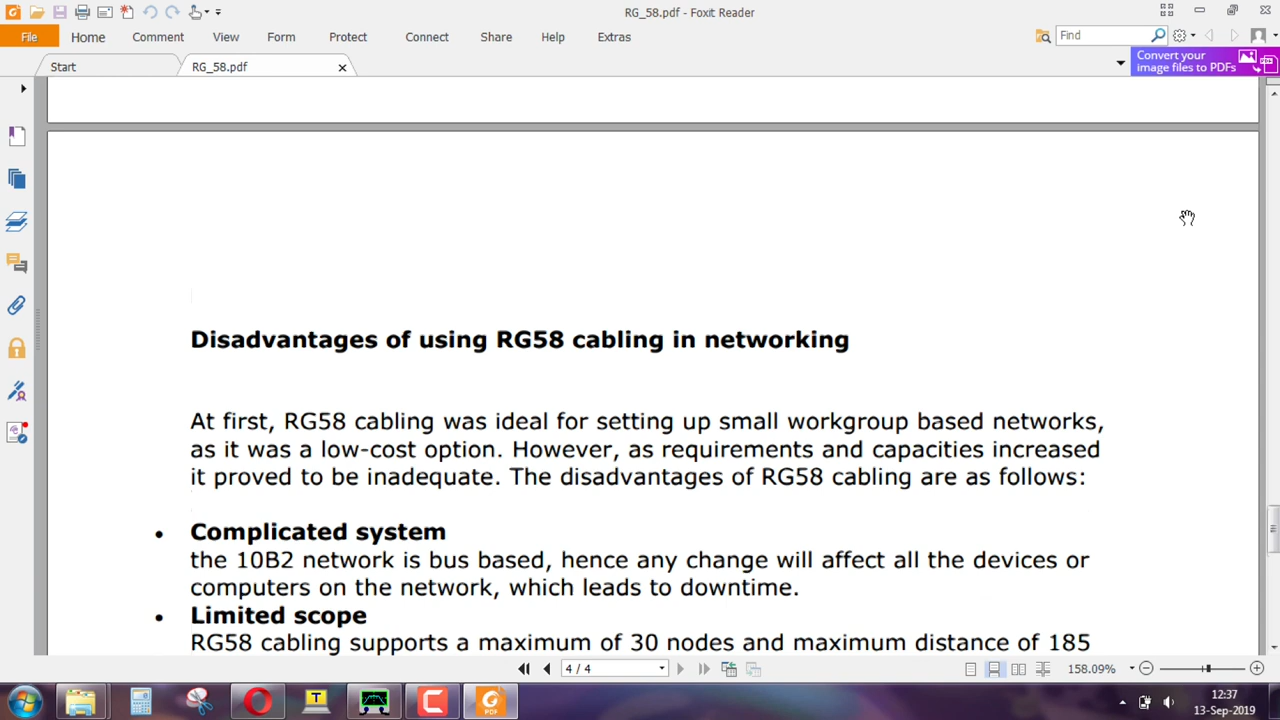 RG_58.pdf - Foxit Reader
File Home Comment View Form Protect Connect Share Help Extras Find
Start RG_58.pdf
Convert your
image files to PDFs
Disadvantages of using RG58 cabling in networking
At first, RG58 cabling was ideal for setting up small workgroup based networks,
as it was a low-cost option. However, as requirements and capacities increased
it proved to be inadequate. The disadvantages of RG58 cabling are as follows:
• Complicated system
the 10B2 network is bus based, hence any change will affect all the devices or
computers on the network, which leads to downtime.
• Limited scope
RG58 cabling supports a maximum of 30 nodes and maximum distance of 185
4 / 4 158.09%
T PDF
12:37
13-Sep-2019